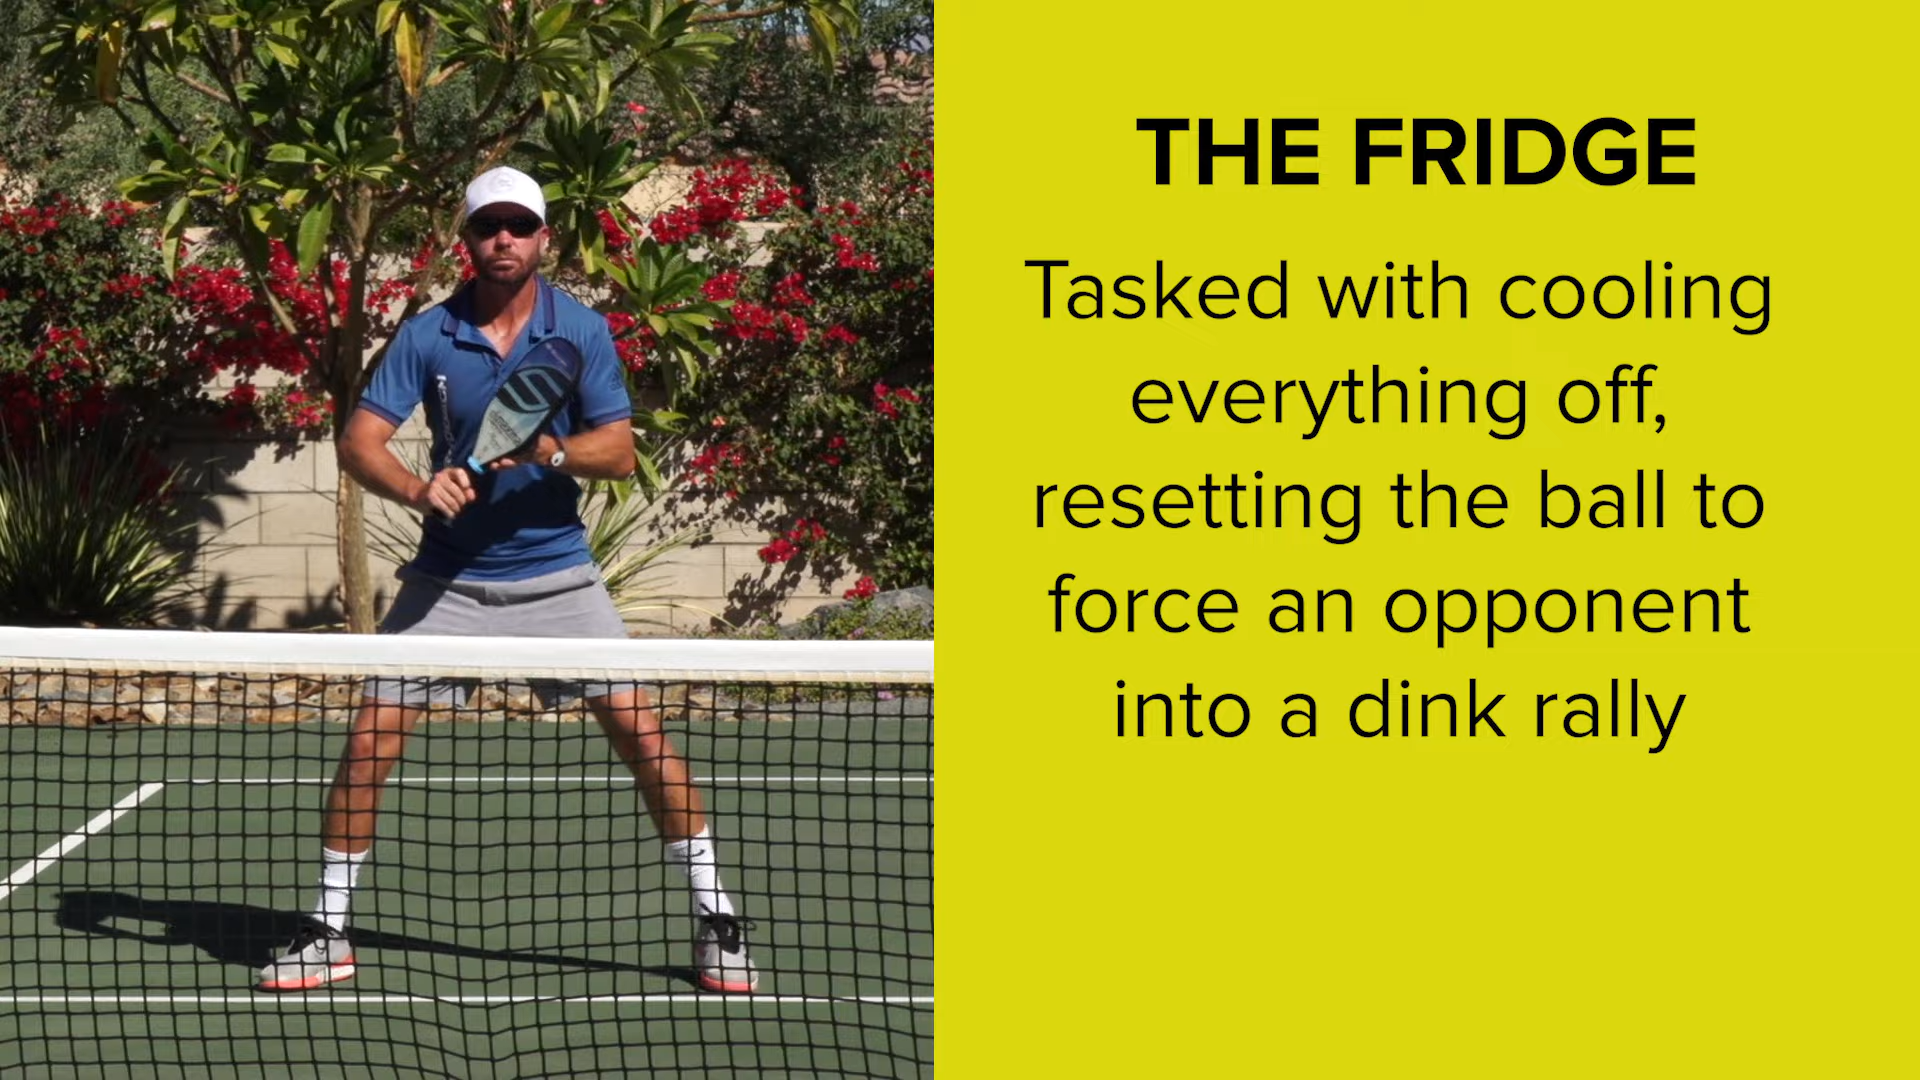 THE FRIDGE
Tasked with cooling
everything off,
resetting the ball to
force an opponent
into a dink rally